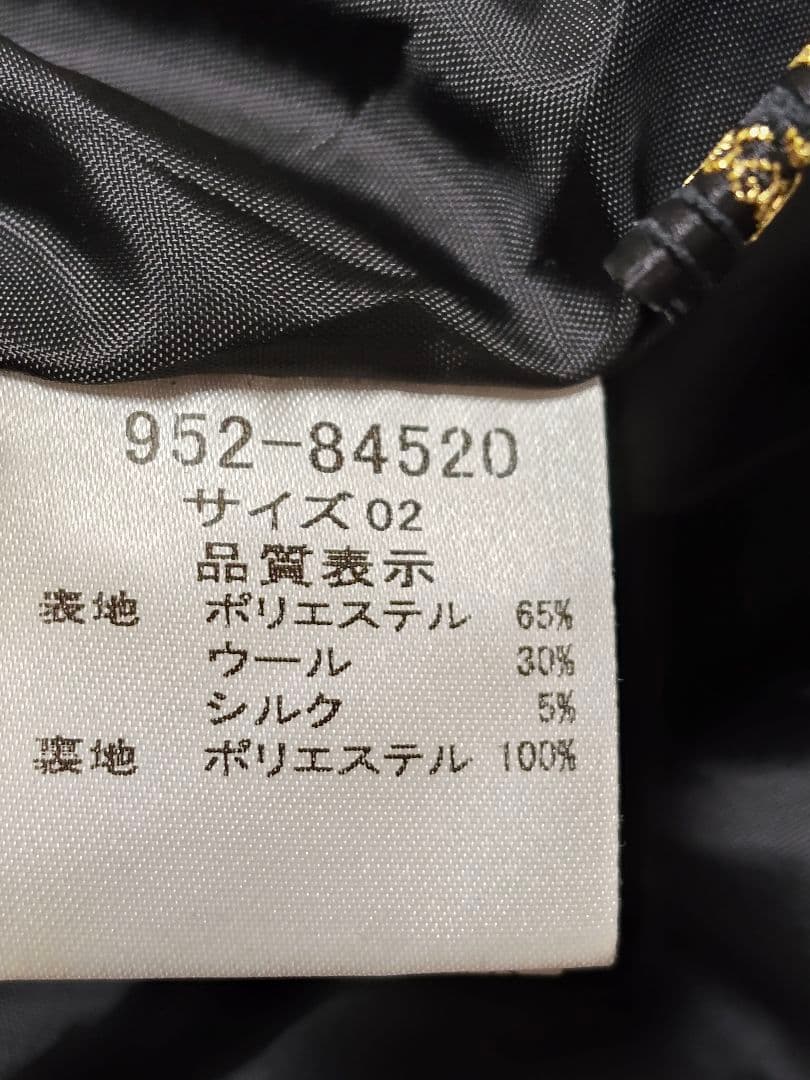 952-84520
サイズ02
品質表示
表地 ポリエステル 65%
ウール 30%
シルク 5%
裏地 ポリエステル 100%